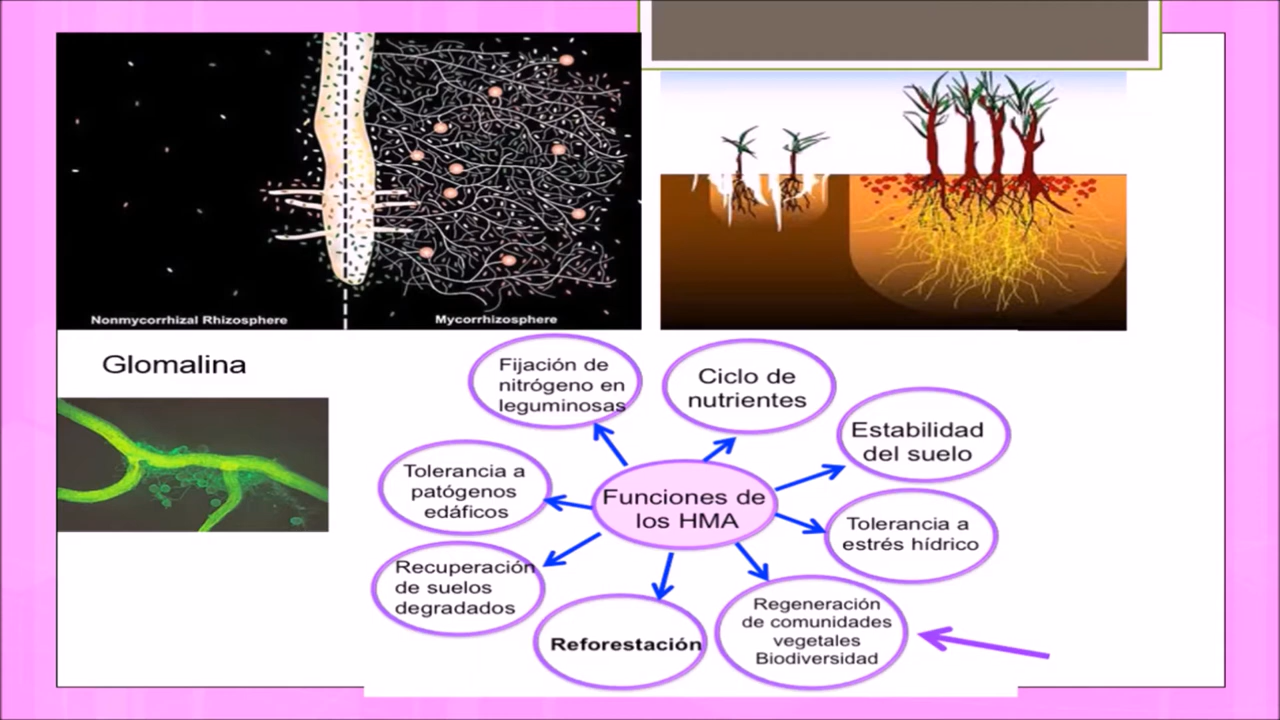 Nonmycorrhizal Rhizosphere
Mycorrhizosphere
Glomalina
Fijación de
nitrógeno en
leguminosas
Ciclo de
nutrientes
Estabilidad
del suelo
Tolerancia a
patógenos
edáficos
Funciones de
los HMA
Tolerancia a
estrés hídrico
Recuperación
de suelos
degradados
Reforestación
Regeneración
de comunidades
vegetales
Biodiversidad